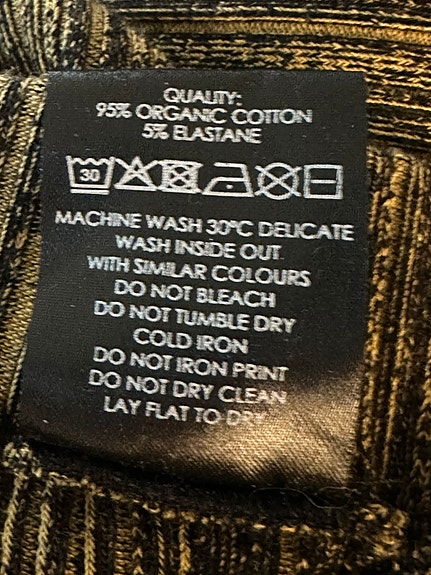 QUALITY:
95% ORGANIC COTTON
5% ELASTANE
30
MACHINE WASH 30°C DELICATE
WASH INSIDE OUT
WITH SIMILAR COLOURS
DO NOT BLEACH
DO NOT TUMBLE DRY
COLD IRON
DO NOT IRON PRINT
DO NOT DRY CLEAN
LAY FLAT TO DRY